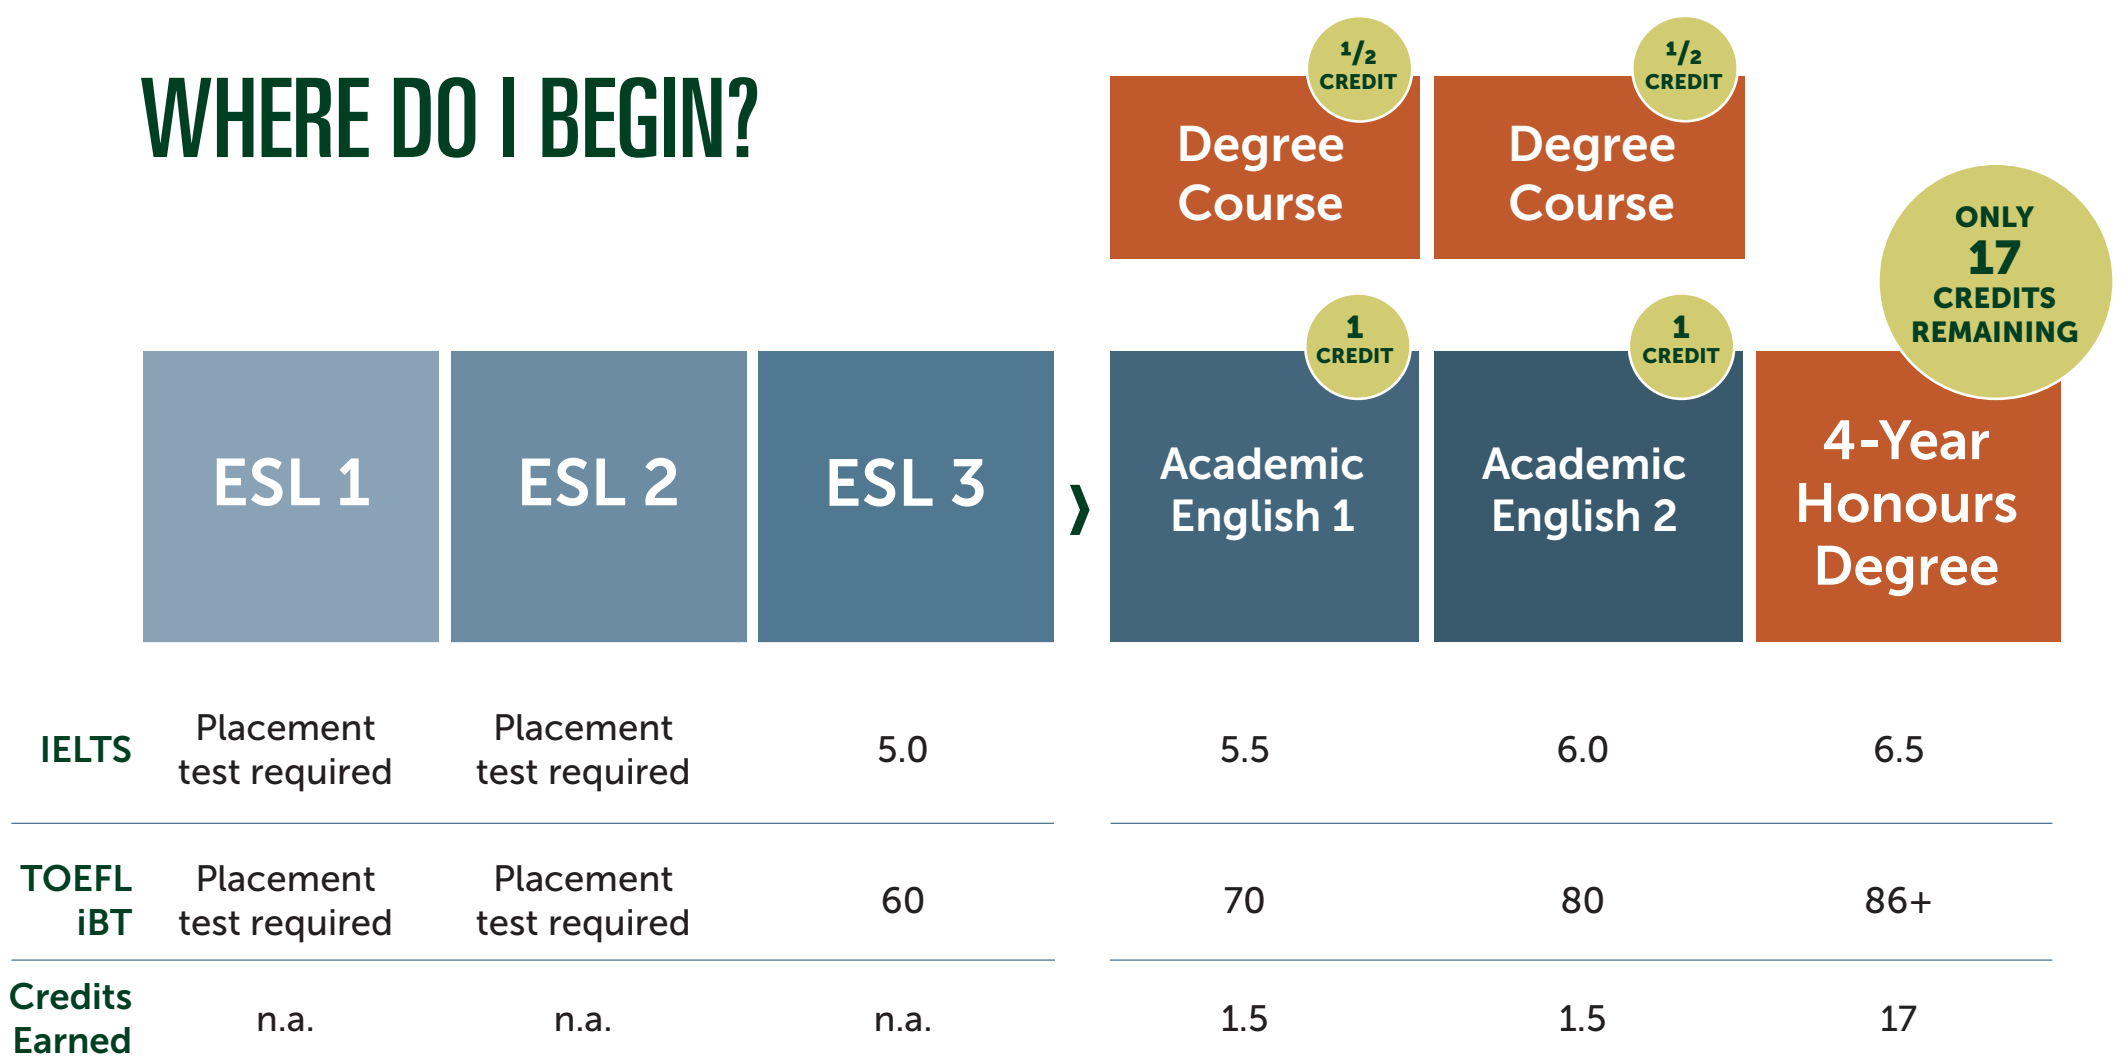 WHERE DO I BEGIN?
1/2
CREDIT
Degree
Course
1/2
CREDIT
Degree
Course
ONLY
17
CREDITS
REMAINING
ESL 1
ESL 2
ESL 3
1
CREDIT
Academic
English 1
1
CREDIT
Academic
English 2
4-Year
Honours
Degree
IELTS
Placement
test required
Placement
test required
5.0
5.5
6.0
6.5
TOEFL
iBT
Placement
test required
Placement
test required
60
70
80
86+
Credits
Earned
n.a.
n.a.
n.a.
1.5
1.5
17